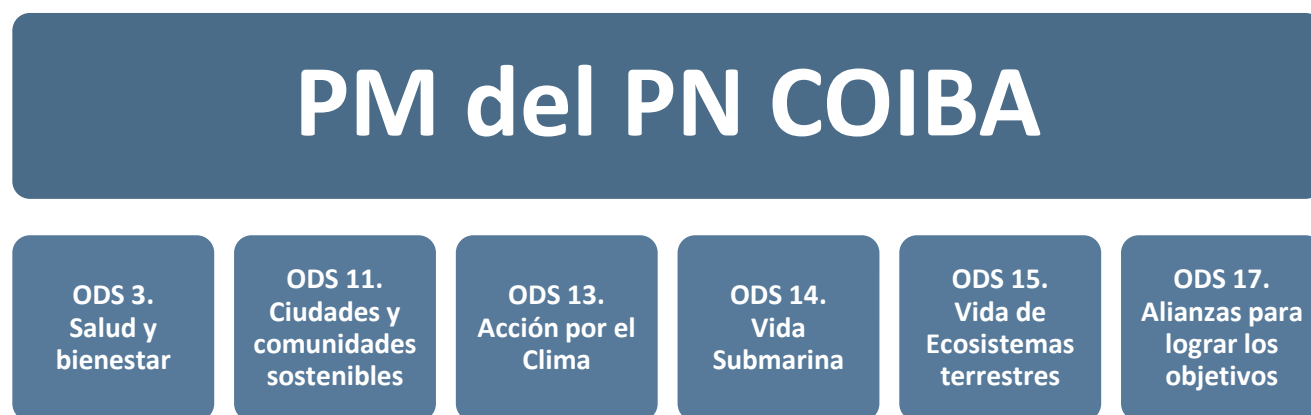 PM del PN COIBA
ODS 3.
Salud y
bienestar
ODS 11.
Ciudades y
comunidades
sostenibles
ODS 13.
Acción por el
Clima
ODS 14.
Vida
Submarina
ODS 15.
Vida de
Ecosistemas
terrestres
ODS 17.
Alianzas para
lograr los
objetivos